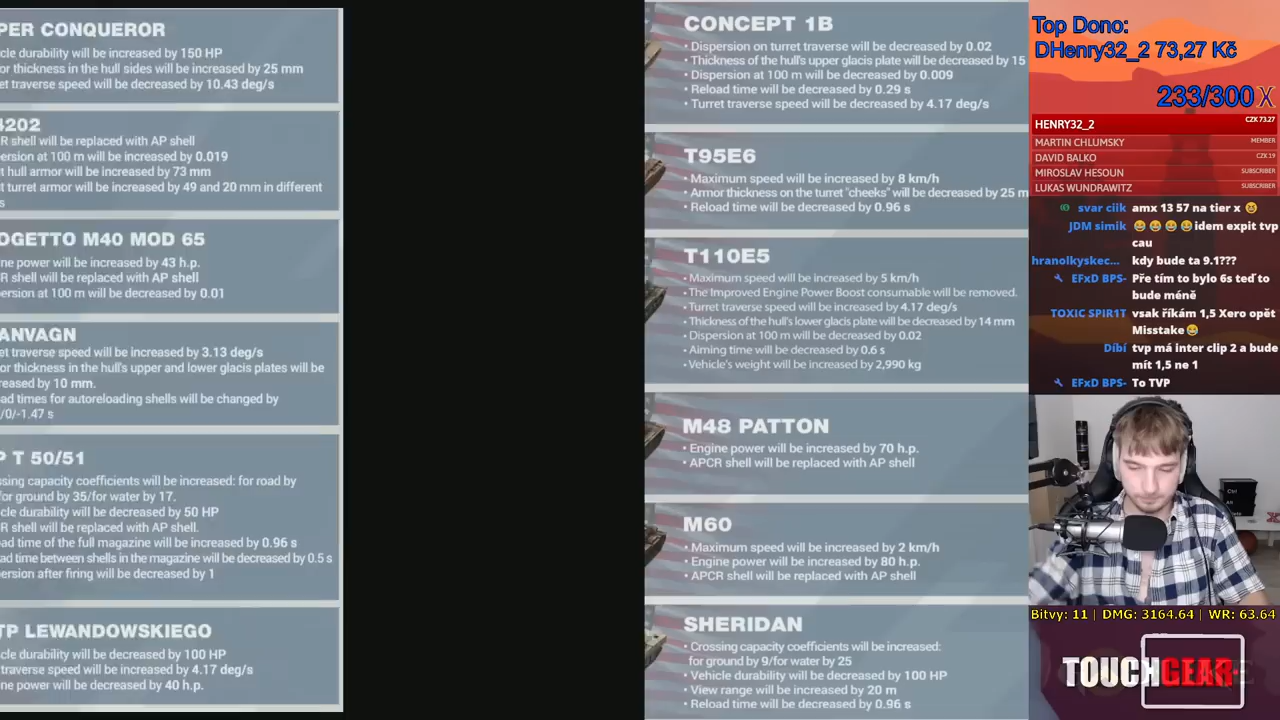 PER CONQUEROR
cle durability will be increased by 150 HP
or thickness in the hull sides will be increased by 25 mm
et traverse speed will be decreased by 10.43 deg/s
4202
R shell will be replaced with AP shell
ersion at 100 m will be increased by 0.019
t hull armor will be increased by 73 mm
t turret armor will be increased by 49 and 20 mm in different
s
OGETTO M40 MOD 65
ne power will be increased by 43 h.p.
R shell will be replaced with AP shell
ersion at 100 m will be decreased by 0.01
ANVAGN
et traverse speed will be increased by 3.13 deg/s
or thickness in the hull's upper and lower glacis plates will be
reased by 10 mm.
oad times for autoreloading shells will be changed by
/0/-1.47 s
P T 50/51
ssing capacity coefficients will be increased: for road by
for ground by 35/for water by 17.
cle durability will be decreased by 50 HP
R shell will be replaced with AP shell.
oad time of the full magazine will be increased by 0.96 s
oad time between shells in the magazine will be decreased by 0.5 s
ersion after firing will be decreased by 1
TP LEWANDOWSKIEGO
cle durability will be decreased by 100 HP
traverse speed will be increased by 4.17 deg/s
ne power will be decreased by 40 h.p.
CONCEPT 1B
• Dispersion on turret traverse will be decreased by 0.02
• Thickness of the hull's upper glacis plate will be decreased by 15
• Dispersion at 100 m will be decreased by 0.009
• Reload time will be decreased by 0.29 s
• Turret traverse speed will be increased by 4.17 deg/s
T95E6
• Maximum speed will be increased by 8 km/h
• Armor thickness on the turret "cheeks" will be decreased by 25 m
• Reload time will be decreased by 0.96 s
T110E5
• Maximum speed will be increased by 5 km/h
• The Improved Engine Power Boost consumable will be removed.
• Turret traverse speed will be increased by 4.17 deg/s
• Thickness of the hull's lower glacis plate will be decreased by 14 mm
• Dispersion at 100 m will be decreased by 0.02
• Aiming time will be decreased by 0.6 s
• Vehicle's weight will be increased by 2,990 kg
M48 PATTON
• Engine power will be increased by 70 h.p.
• APCR shell will be replaced with AP shell
M60
• Maximum speed will be increased by 2 km/h
• Engine power will be increased by 80 h.p.
• APCR shell will be replaced with AP shell
SHERIDAN
• Crossing capacity coefficients will be increased:
for ground by 9/for water by 25
• Vehicle durability will be decreased by 100 HP
• View range will be increased by 20 m
• Reload time will be decreased by 0.96 s
Top Dono:
DHenry32_2 73,27 Kč
233/300 X
HENRY32_2 CZK 73.27
MARTIN CHLUMSKY MEMBER
DAVID BALKO CZK 19
MIROSLAV HESOUN SUBSCRIBER
LUKAS WUNDRAWITZ SUBSCRIBER
svar ciik amx 13 57 na tier x
JDM simik idem expit tvp
cau
hranolkyskec... kdy bude ta 9.1???
EFxD BPS- Pře tím to bylo 6s teď to
bude méně
TOXIC SPIR1T vsak říkám 1,5 Xero opět
Misstake
Díbí tvp má inter clip 2 a bude
mít 1,5 ne 1
EFxD BPS- To TVP
Ctrl
Alt
Bitvy: 11 | DMG: 3164.64 | WR: 63.64
TOUCHGEAR